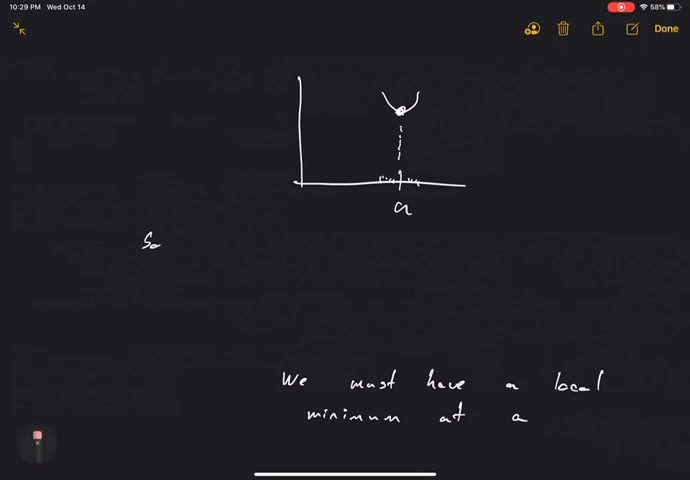 10:29 PM Wed Oct 14
58%
Done
a
So
We must have a local
minimum at a